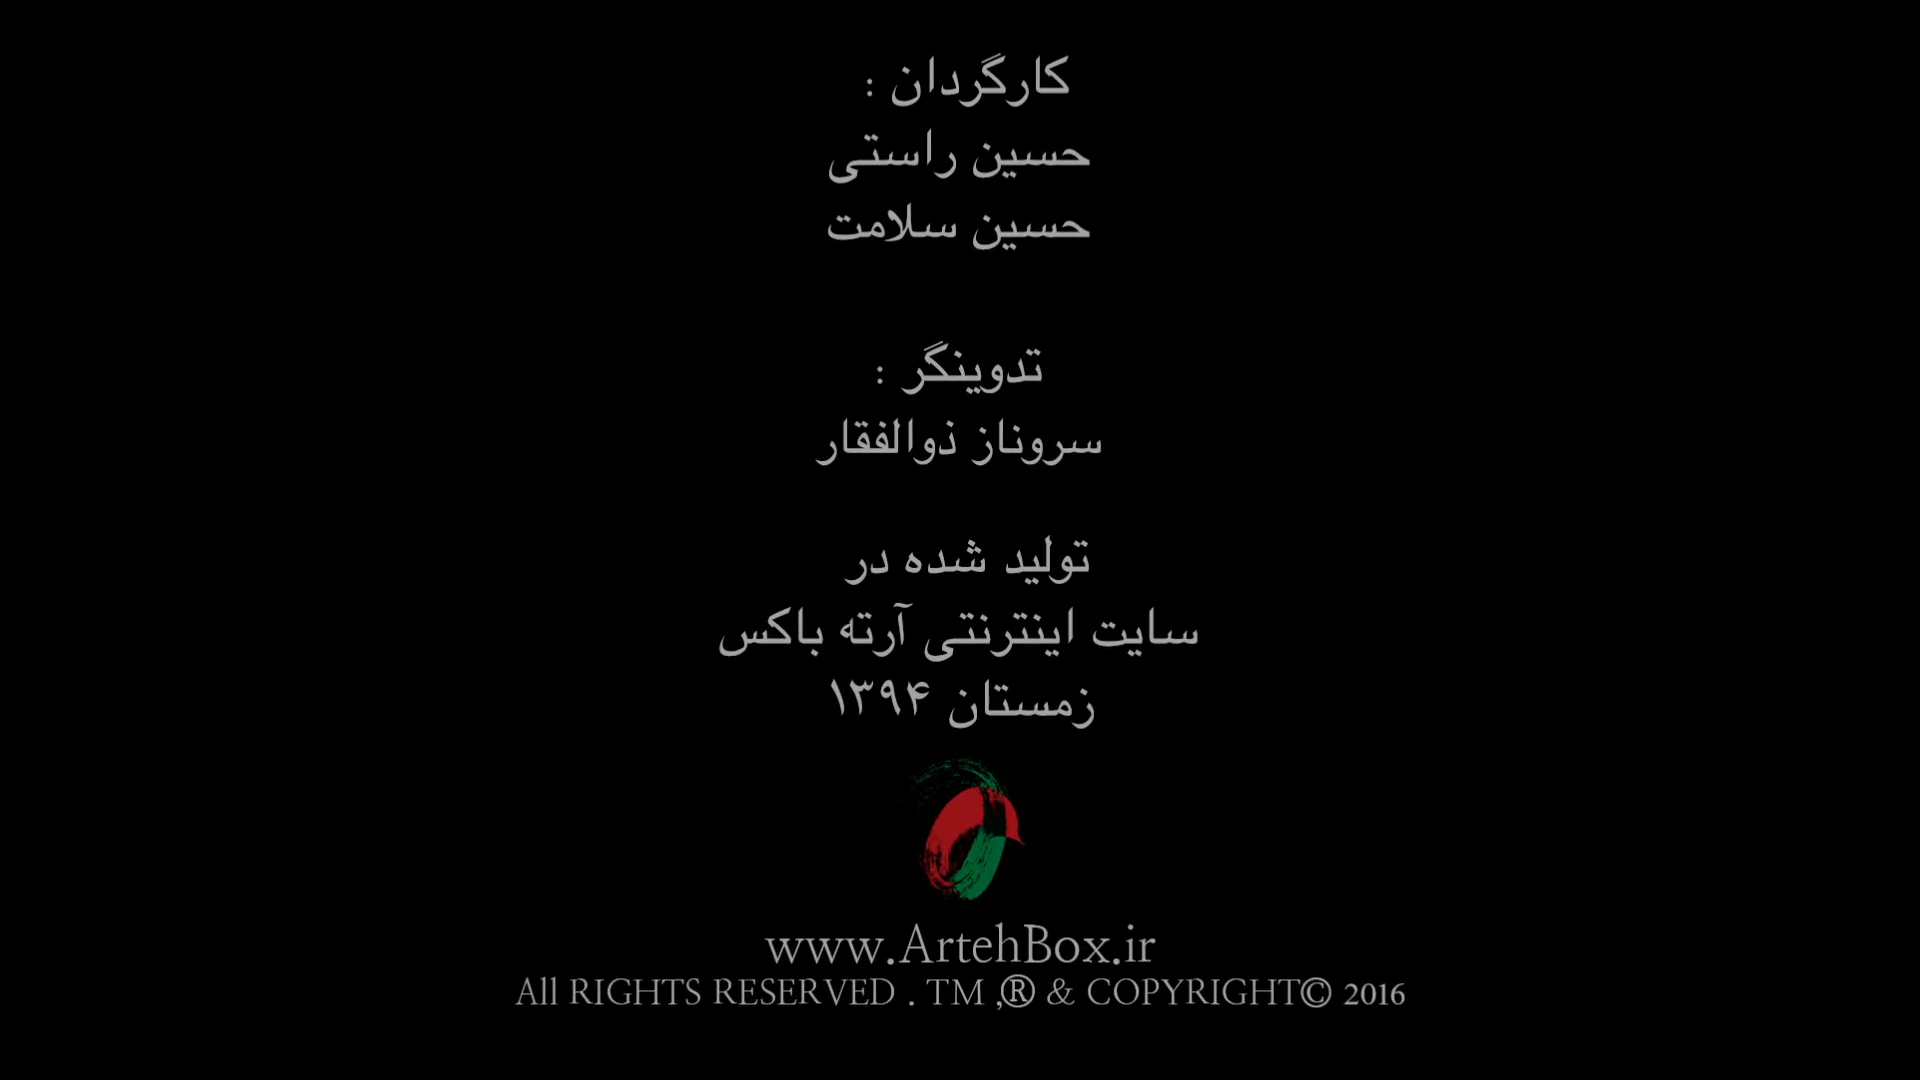 کارگردان :
حسین راستی
حسین سلامت
تدوینگر :
سروناز ذوالفقار
تولید شده در
سایت اینترنتی آرته باکس
زمستان ۱۳۹۴
www.ArtehBox.ir
All RIGHTS RESERVED . TM ,® & COPYRIGHT© 2016